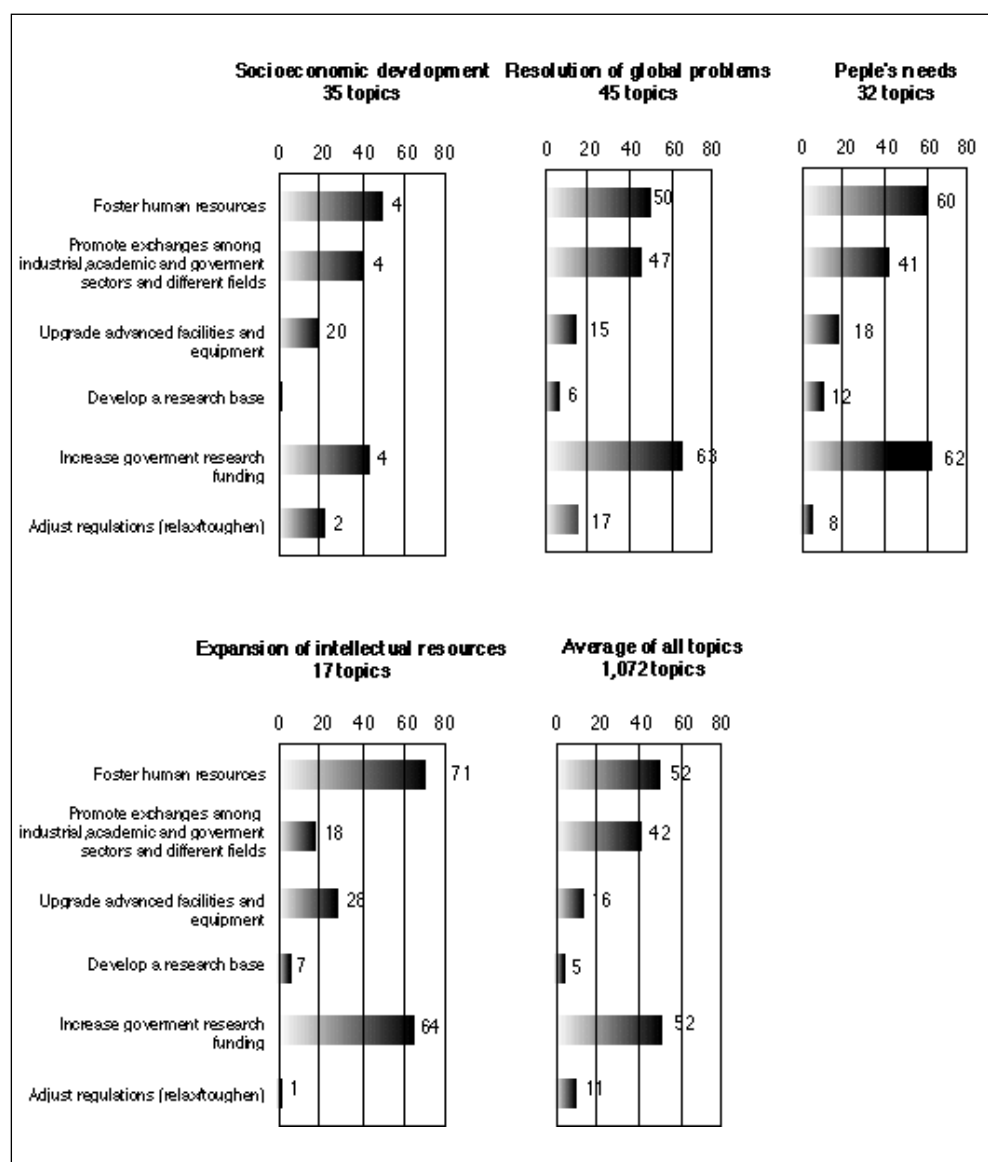 Socioeconomic development
35 topics
Resolution of global problems
45 topics
Peple's needs
32 topics
0 20 40 60 80
0 20 40 60 80
0 20 40 60 80
Foster human resources
4
50
60
Promote exchanges among
industrial,academic and goverment
sectors and different fields
4
47
41
Upgrade advanced facilities and
equipment
20
15
18
Develop a research base
6
12
Increase goverment research
funding
4
63
62
Adjust regulations (relax/toughen)
2
17
8
Expansion of intellectual resources
17 topics
Average of all topics
1,072 topics
0 20 40 60 80
0 20 40 60 80
Foster human resources
71
52
Promote exchanges among
industrial,academic and goverment
sectors and different fields
18
42
Upgrade advanced facilities and
equipment
28
16
Develop a research base
7
5
Increase goverment research
funding
64
52
Adjust regulations (relax/toughen)
1
11